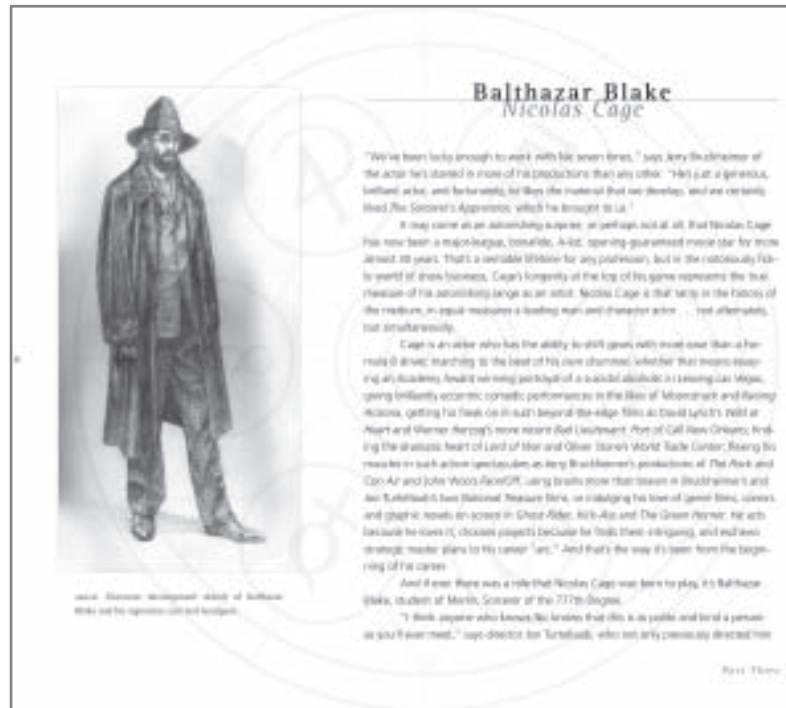 Balthazar Blake
Nicolas Cage
"We've been lucky enough to work with Nic seven times," says Jerry Bruckheimer of
the actor he's starred in more of his productions than any other. "He's just a generous,
brilliant actor, and fortunately, he likes the material that we develop, and we certainly
liked The Sorcerer's Apprentice, which he brought to us."
It may come as an astonishing surprise, or perhaps not at all, that Nicolas Cage
has now been a major-league, bonafide, A-list, opening-guaranteed movie star for more
almost 30 years. That's a veritable lifetime for any profession, but in the notoriously fick-
le world of show business, Cage's longevity at the top of his game represents the true
measure of his astonishing range as an artist. Nicolas Cage is that rarity in the history of
the medium, in equal measures a leading man and character actor . . . not alternately,
but simultaneously.
Cage is an actor who has the ability to shift gears with more ease than a For-
mula 1 driver, marching to the beat of his own drummer, whether that means essay-
ing an Academy Award winning portrayal of a suicidal alcoholic in Leaving Las Vegas,
giving brilliantly eccentric comedic performances in the likes of Moonstruck and Raising
Arizona, getting his freak on in such beyond-the-edge films as David Lynch's Wild at
Heart and Werner Herzog's more recent Bad Lieutenant: Port of Call New Orleans; find-
ing the dramatic heart of Lord of War and Oliver Stone's World Trade Center; flexing his
muscles in such action spectaculars as Jerry Bruckheimer's productions of The Rock and
Con Air and John Woo's Face/Off; using brains more than brawn in Bruckheimer's and
Jon Turteltaub's two National Treasure films, or indulging his love of genre films, comics
and graphic novels on screen in Ghost Rider, Kick-Ass and The Green Hornet. He acts
because he loves it, chooses projects because he finds them intriguing, and eschews
strategic master plans to his career "arc." And that's the way it's been from the begin-
ning of his career.
And if ever there was a role that Nicolas Cage was born to play, it's Balthazar
Blake, student of Merlin, Sorcerer of the 777th Degree.
"I think anyone who knows Nic knows that this is as polite and kind a person
as you'll ever meet," says director Jon Turteltaub, who not only previously directed him
Character development sketch of Balthazar
Blake and his signature coat and headgear.
Part Three